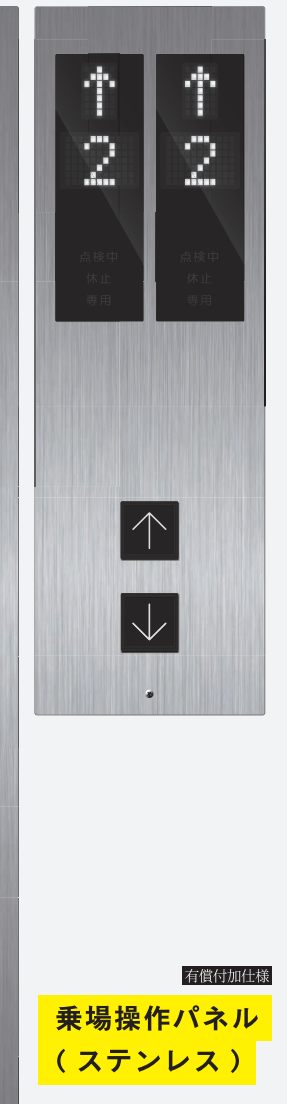 ↑ ↑
2 2
点検中 点検中
休止 休止
専用 専用
↑
↓
有償付加仕様
乗場操作パネル
(ステンレス)